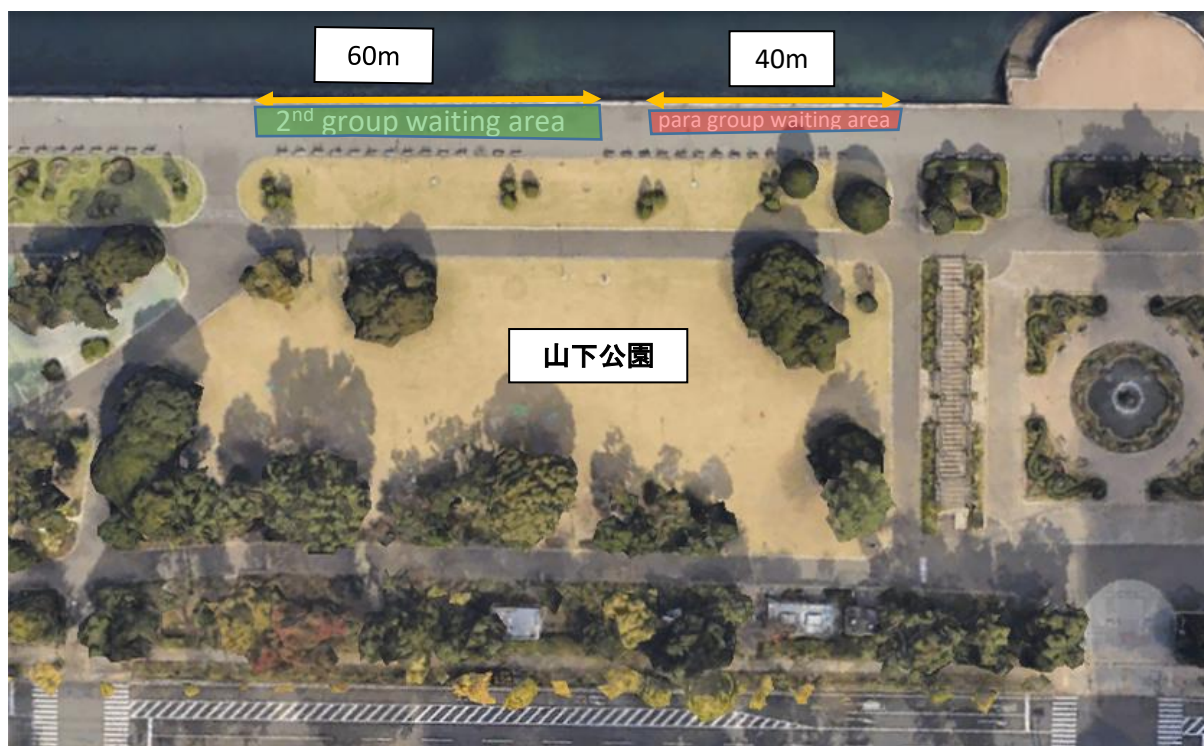 60m
40m
2nd group waiting area
para group waiting area
山下公園